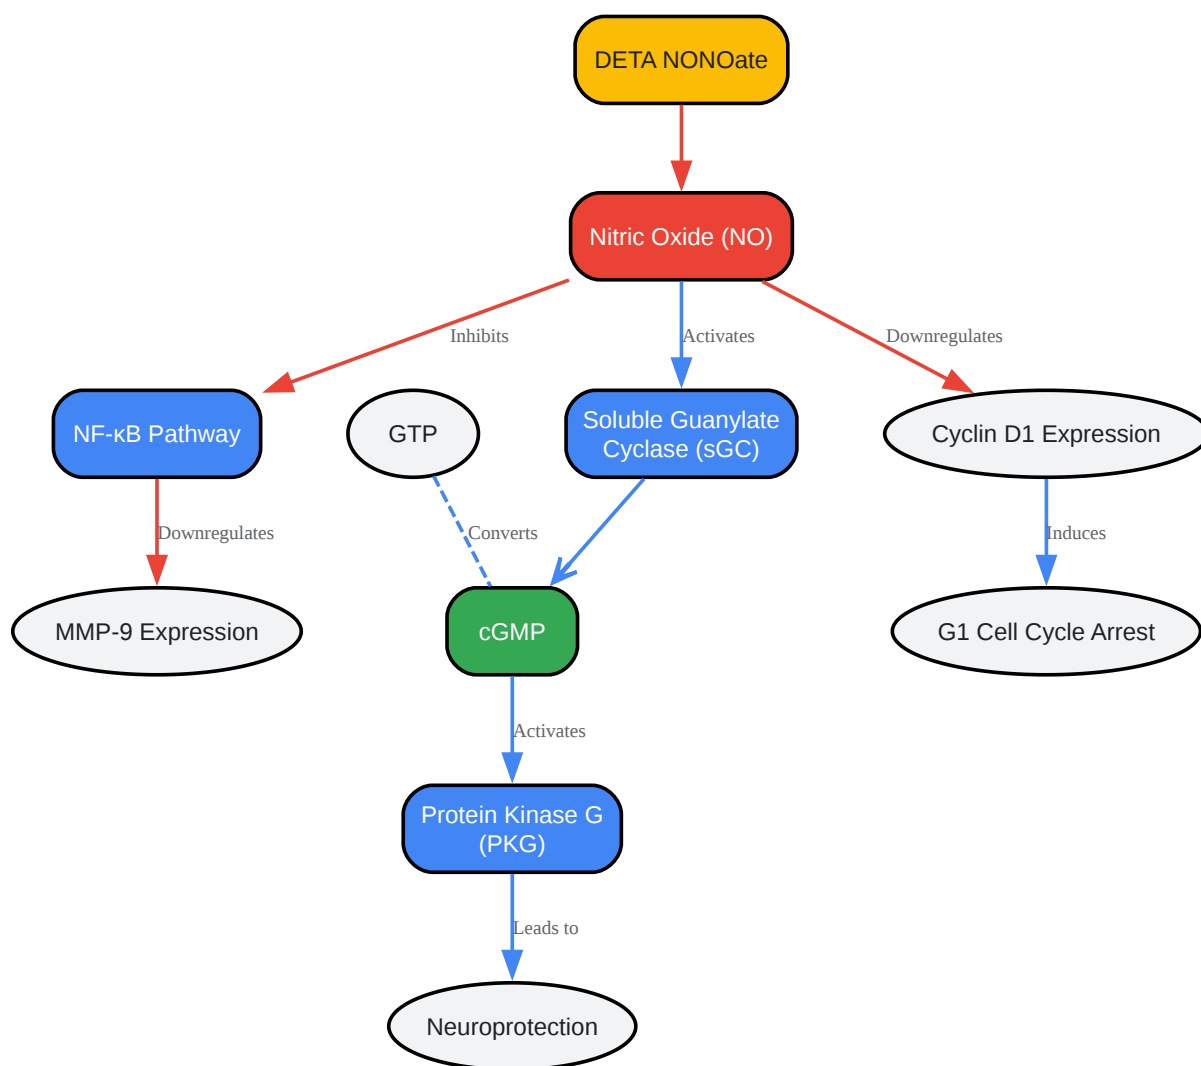 DETA NONOate
Nitric Oxide (NO)
Inhibits
Activates
Downregulates
NF-κB Pathway
GTP
Soluble Guanylate
Cyclase (sGC)
Cyclin D1 Expression
Downregulates
Converts
Induces
MMP-9 Expression
cGMP
G1 Cell Cycle Arrest
Activates
Protein Kinase G
(PKG)
Leads to
Neuroprotection